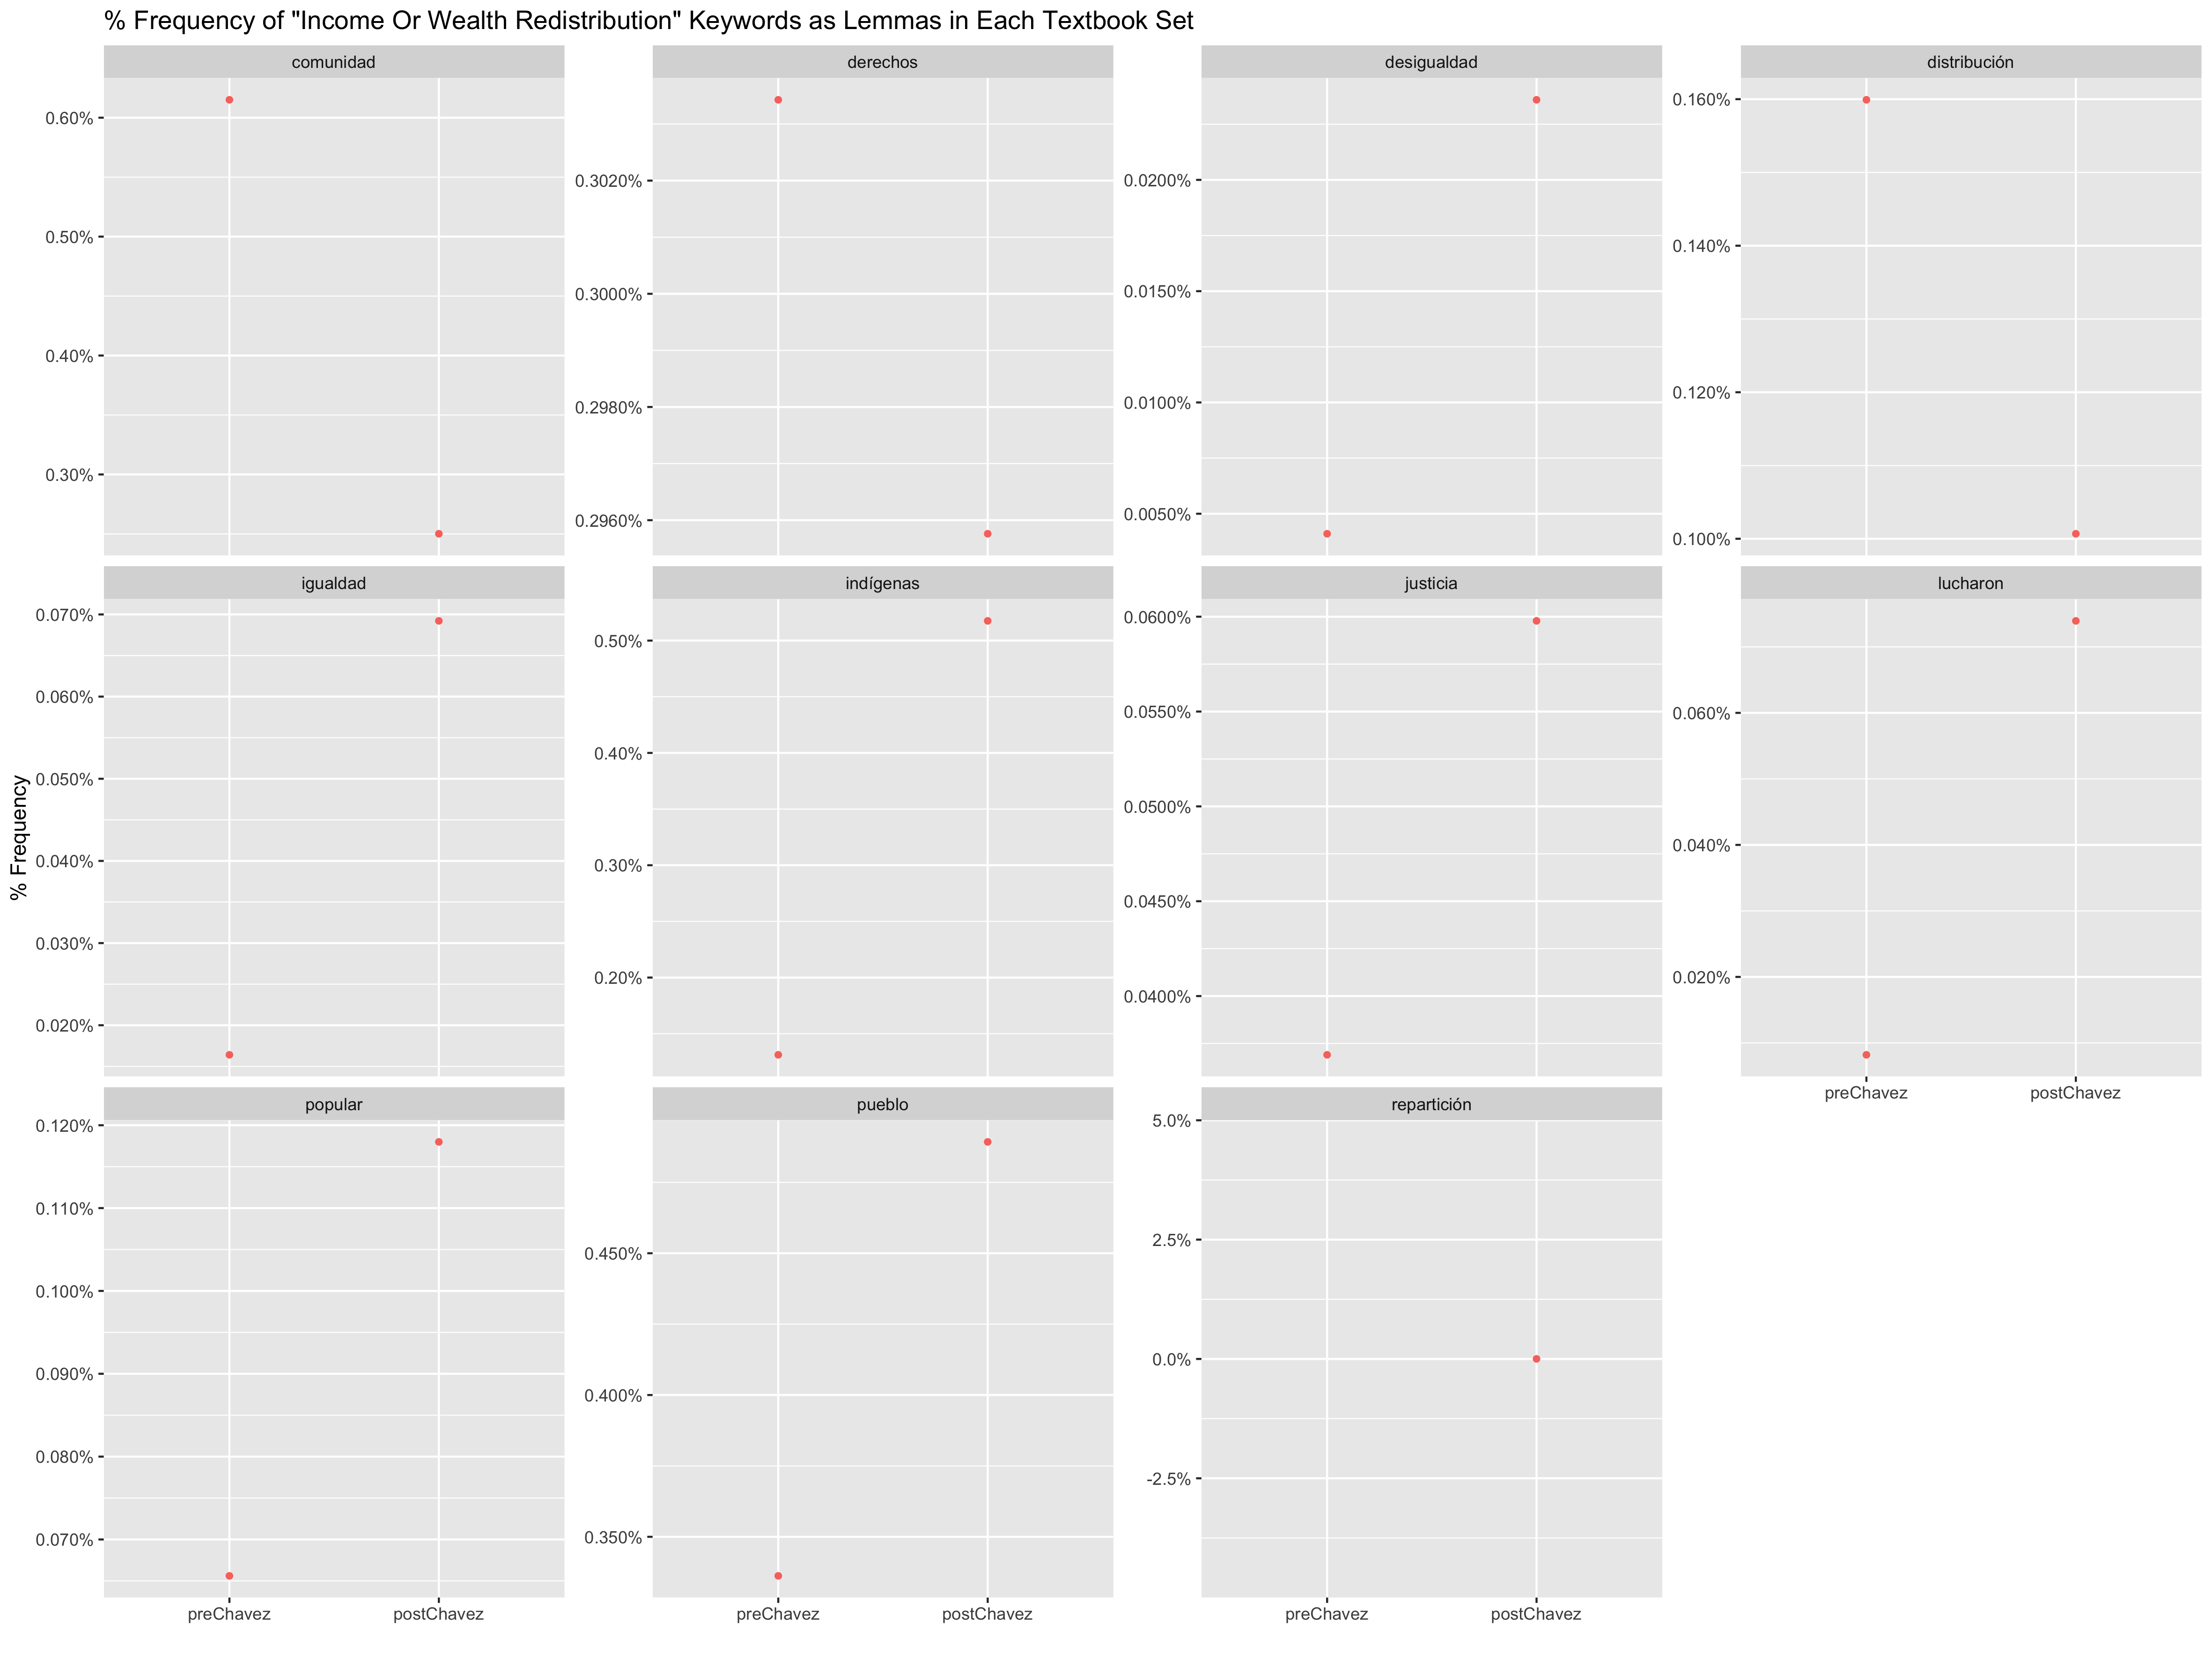 % Frequency of "Income Or Wealth Redistribution" Keywords as Lemmas in Each Textbook Set
% Frequency
comunidad
0.60%
0.50%
0.40%
0.30%
derechos
0.3020%
0.3000%
0.2980%
0.2960%
desigualdad
0.0200%
0.0150%
0.0100%
0.0050%
distribución
0.160%
0.140%
0.120%
0.100%
igualdad
0.070%
0.060%
0.050%
0.040%
0.030%
0.020%
indígenas
0.50%
0.40%
0.30%
0.20%
justicia
0.0600%
0.0550%
0.0500%
0.0450%
0.0400%
lucharon
0.060%
0.040%
0.020%
preChavez postChavez
popular
0.120%
0.110%
0.100%
0.090%
0.080%
0.070%
preChavez postChavez
pueblo
0.450%
0.400%
0.350%
preChavez postChavez
repartición
5.0%
2.5%
0.0%
-2.5%
preChavez postChavez